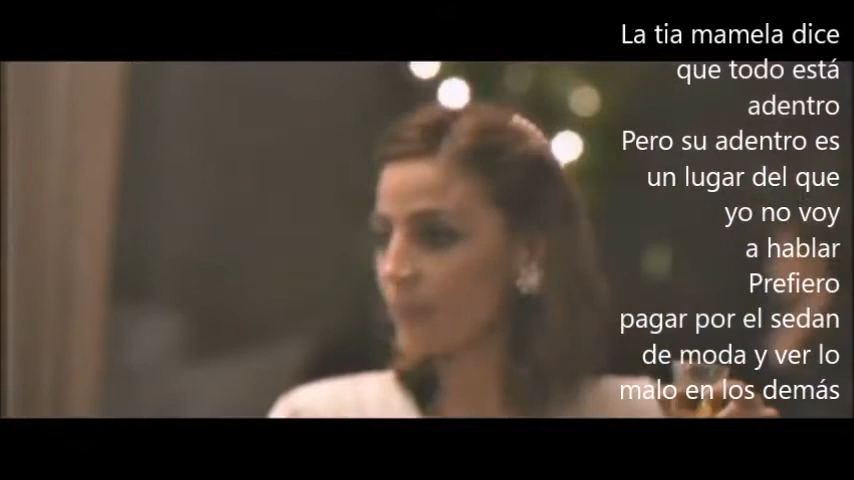 La tia mamela dice
que todo está
adentro
Pero su adentro es
un lugar del que
yo no voy
a hablar
Prefiero
pagar por el sedan
de moda y ver lo
malo en los demás